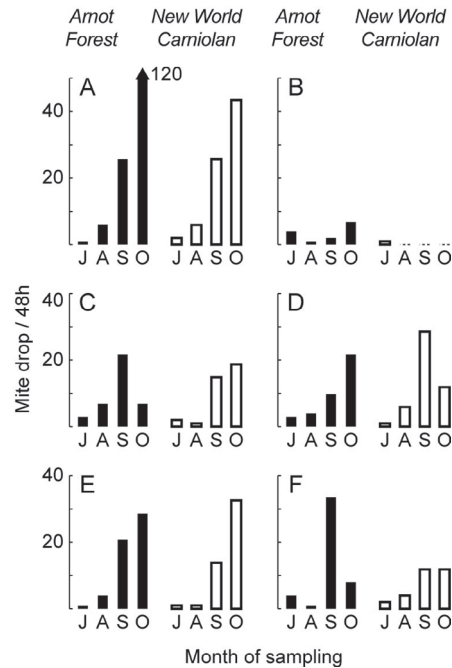 Arnot Forest New World Carniolan Arnot Forest New World Carniolan
A 120 B
40
20
J A S O J A S O J A S O J A S O
C D
40
20
J A S O J A S O J A S O J A S O
E F
40
20
J A S O J A S O J A S O J A S O
Mite drop / 48h
Month of sampling